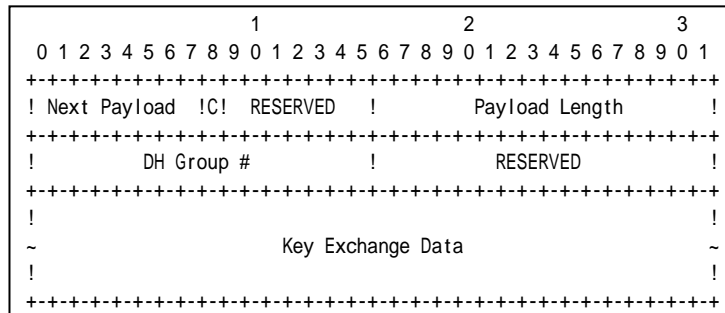 1                   2                   3
 0 1 2 3 4 5 6 7 8 9 0 1 2 3 4 5 6 7 8 9 0 1 2 3 4 5 6 7 8 9 0 1
+-+-+-+-+-+-+-+-+-+-+-+-+-+-+-+-+-+-+-+-+-+-+-+-+-+-+-+-+-+-+-+-+
! Next Payload  !C!  RESERVED   !         Payload Length        !
+-+-+-+-+-+-+-+-+-+-+-+-+-+-+-+-+-+-+-+-+-+-+-+-+-+-+-+-+-+-+-+-+
!          DH Group #           !           RESERVED            !
+-+-+-+-+-+-+-+-+-+-+-+-+-+-+-+-+-+-+-+-+-+-+-+-+-+-+-+-+-+-+-+-+
!                                                               !
~                       Key Exchange Data                       ~
!                                                               !
+-+-+-+-+-+-+-+-+-+-+-+-+-+-+-+-+-+-+-+-+-+-+-+-+-+-+-+-+-+-+-+-+